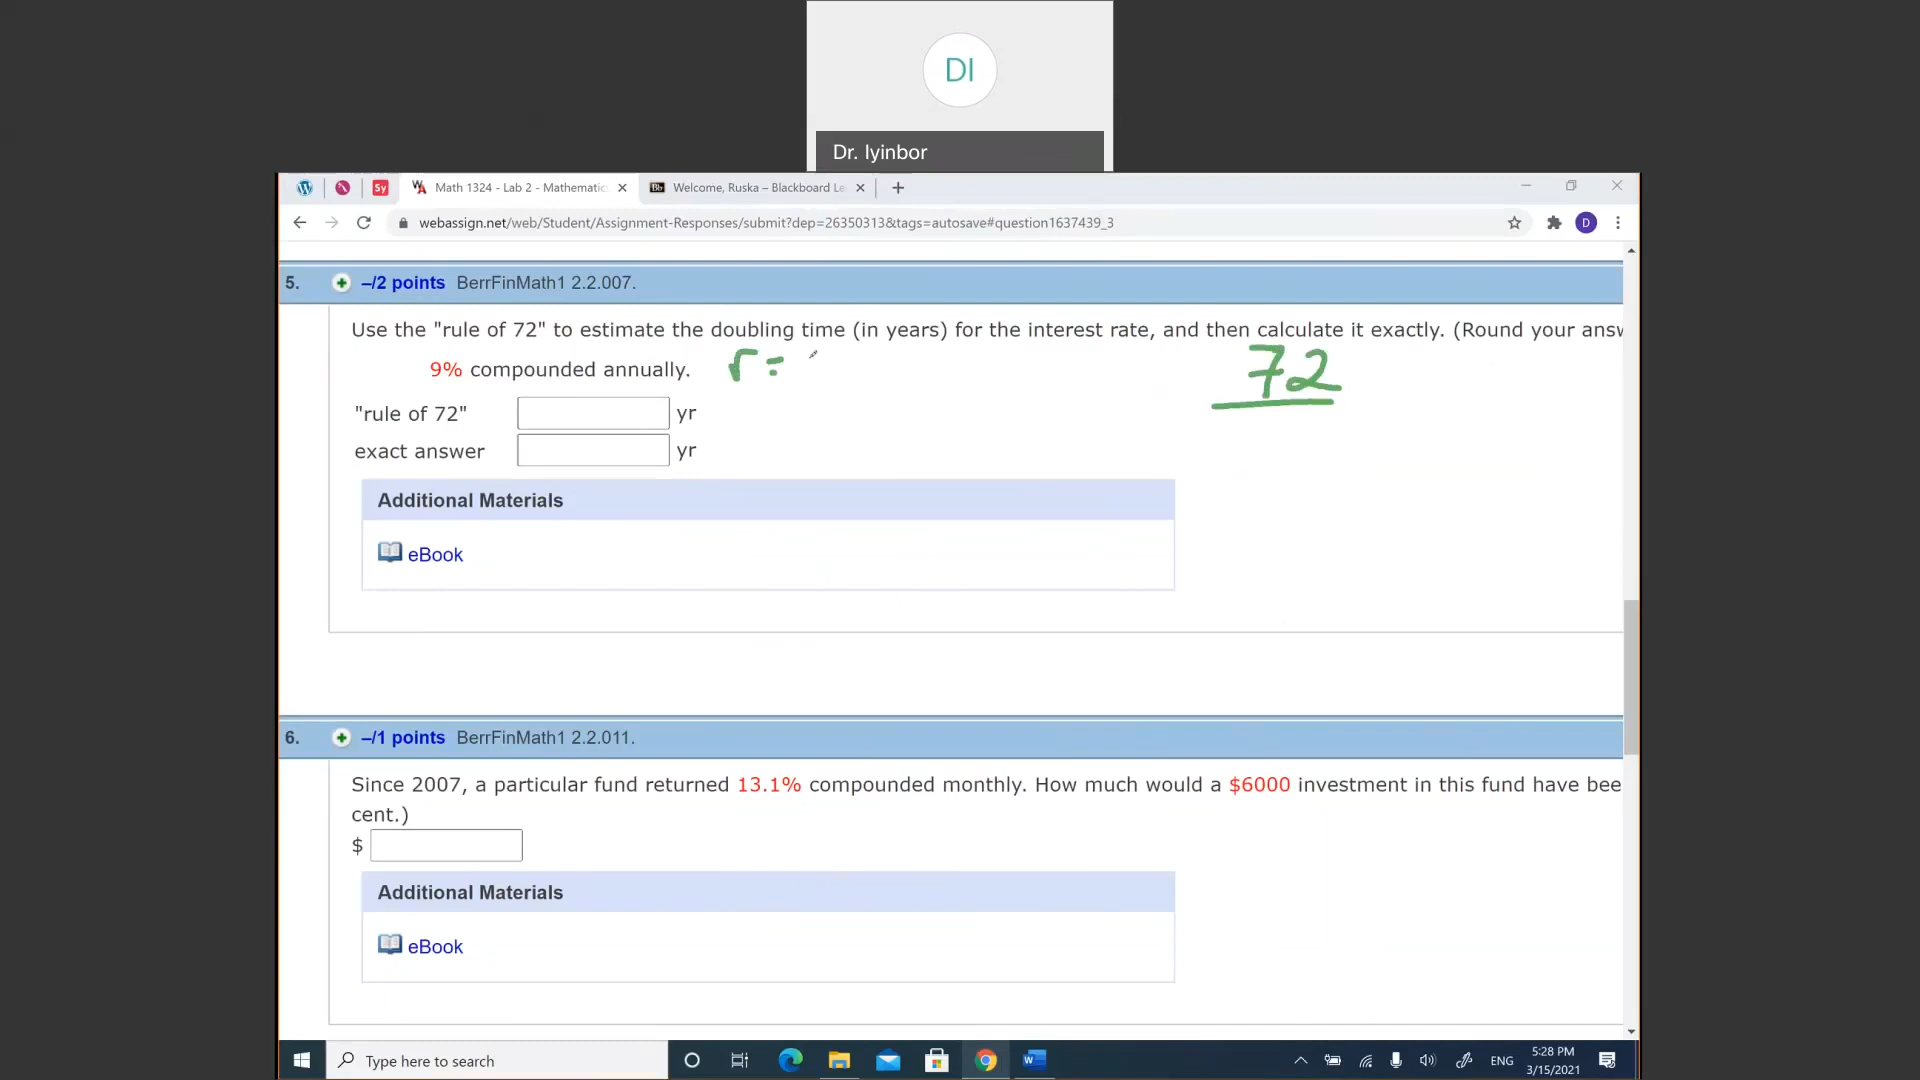 DI
Dr. Iyinbor
Sy
Math 1324 - Lab 2 - Mathematic
Bb
Welcome, Ruska – Blackboard Le
webassign.net/web/Student/Assignment-Responses/submit?dep=26350313&tags=autosave#question1637439_3
D
5.
–/2 points BerrFinMath1 2.2.007.
Use the "rule of 72" to estimate the doubling time (in years) for the interest rate, and then calculate it exactly. (Round your answ
9% compounded annually. r = 72
"rule of 72" yr
exact answer yr
Additional Materials
eBook
6.
–/1 points BerrFinMath1 2.2.011.
Since 2007, a particular fund returned 13.1% compounded monthly. How much would a $6000 investment in this fund have bee
cent.)
$
Additional Materials
eBook
Type here to search
ENG
5:28 PM
3/15/2021